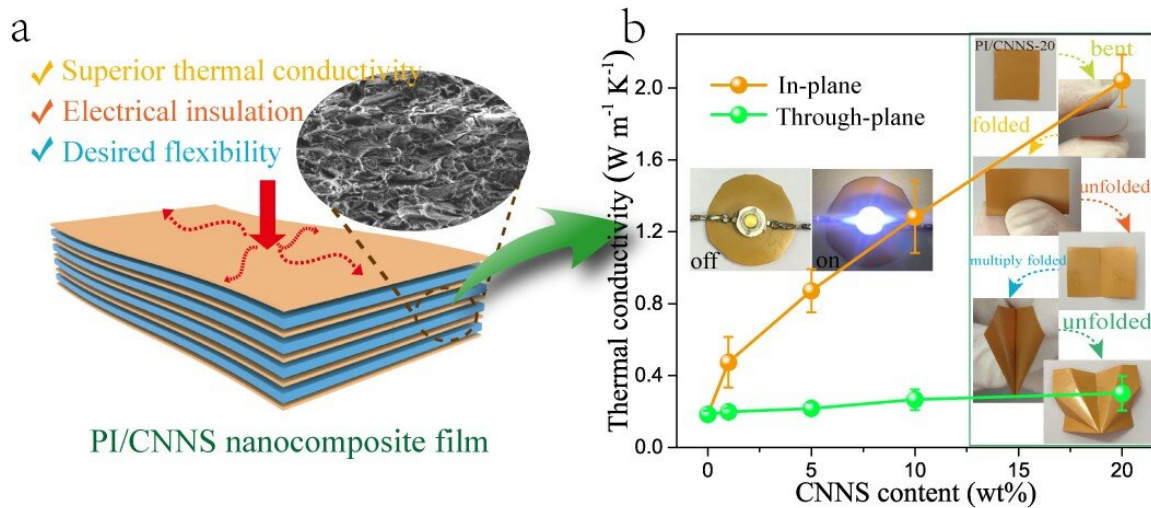 a
Superior thermal conductivity
Electrical insulation
Desired flexibility
PI/CNNS nanocomposite film
b
Thermal conductivity (W m⁻¹ K⁻¹)
2.0
1.6
1.2
0.8
0.4
0.0
In-plane
Through-plane
off
on
PI/CNNS-20
bent
folded
unfolded
multiply folded
unfolded
0
5
10
15
20
CNNS content (wt%)